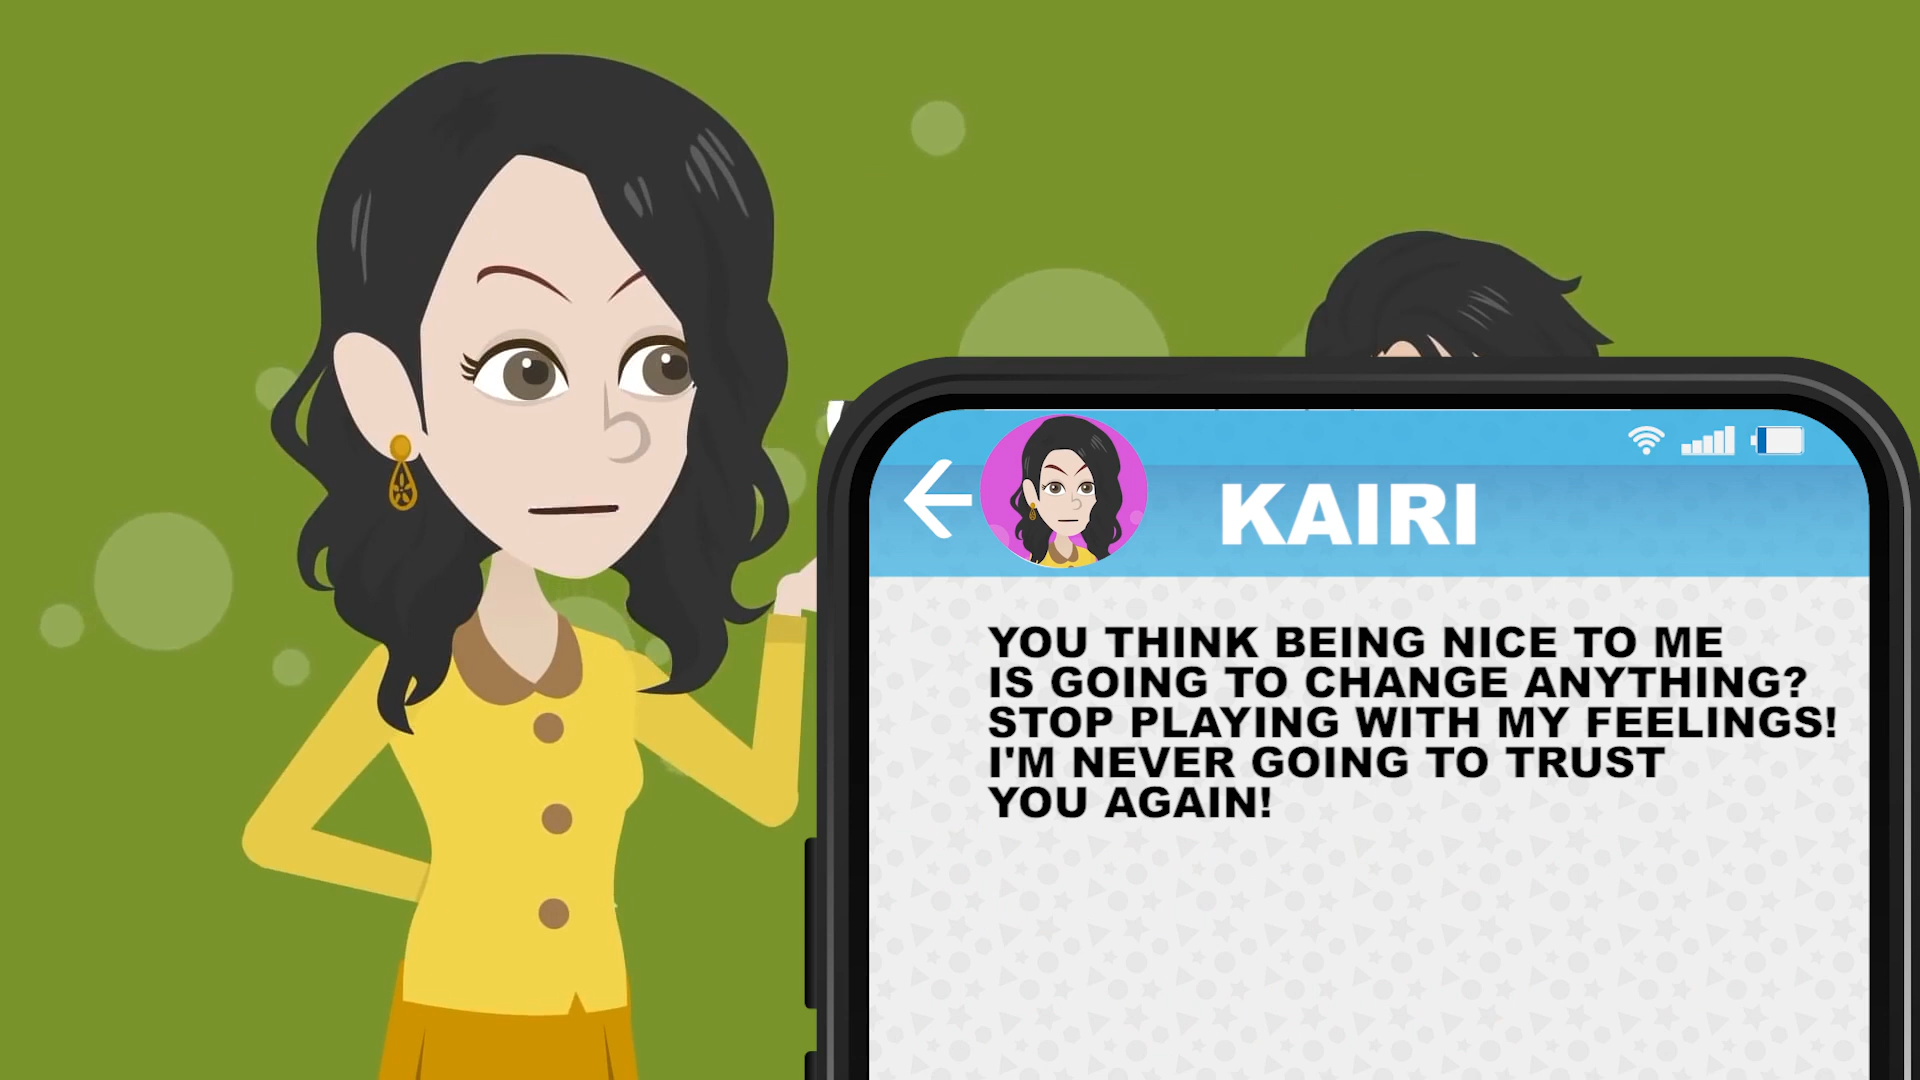 KAIRI
YOU THINK BEING NICE TO ME
IS GOING TO CHANGE ANYTHING?
STOP PLAYING WITH MY FEELINGS!
I'M NEVER GOING TO TRUST
YOU AGAIN!